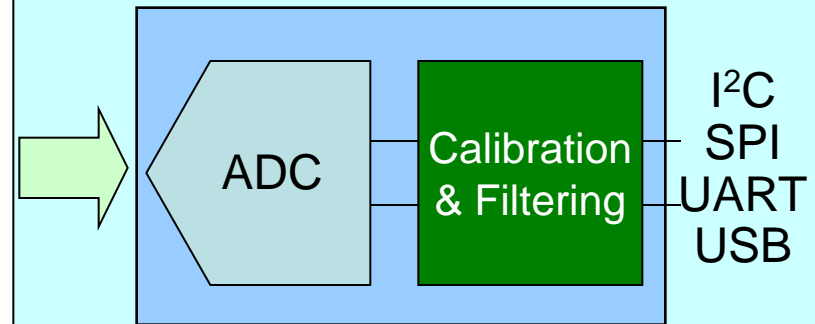 ADC
Calibration
& Filtering
I²C
SPI
UART
USB